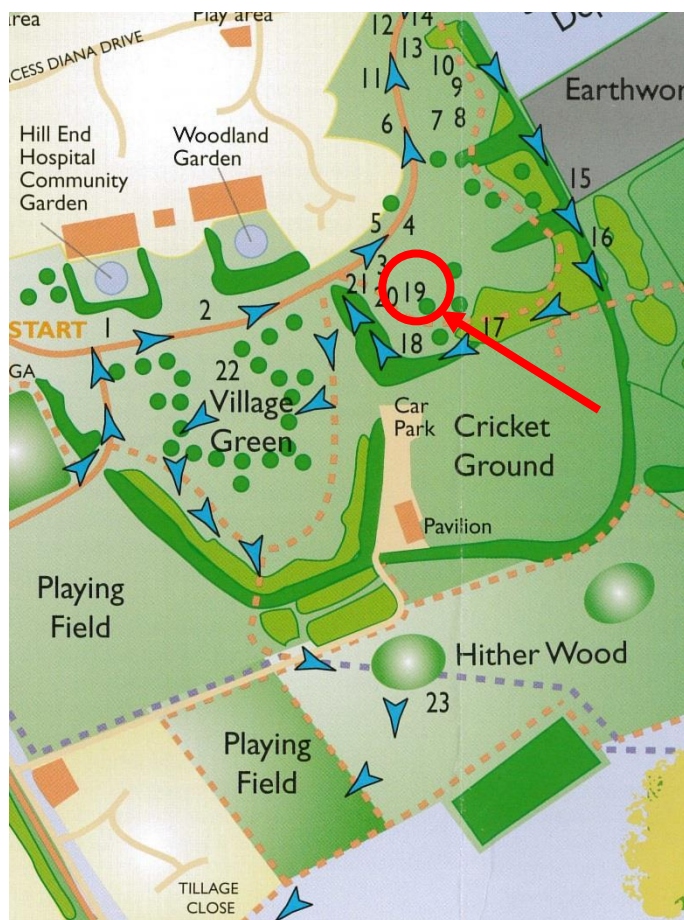 area
Play area
CESS DIANA DRIVE
12
14
13
10
11
9
Earthwor
Hill End
Hospital
Community
Garden
Woodland
Garden
6
7
8
15
5
4
16
3
2
21
20
19
START
1
17
18
GA
22
Village
Green
Car
Park
Cricket
Ground
Pavilion
Playing
Field
Hither Wood
23
Playing
Field
TILLAGE
CLOSE